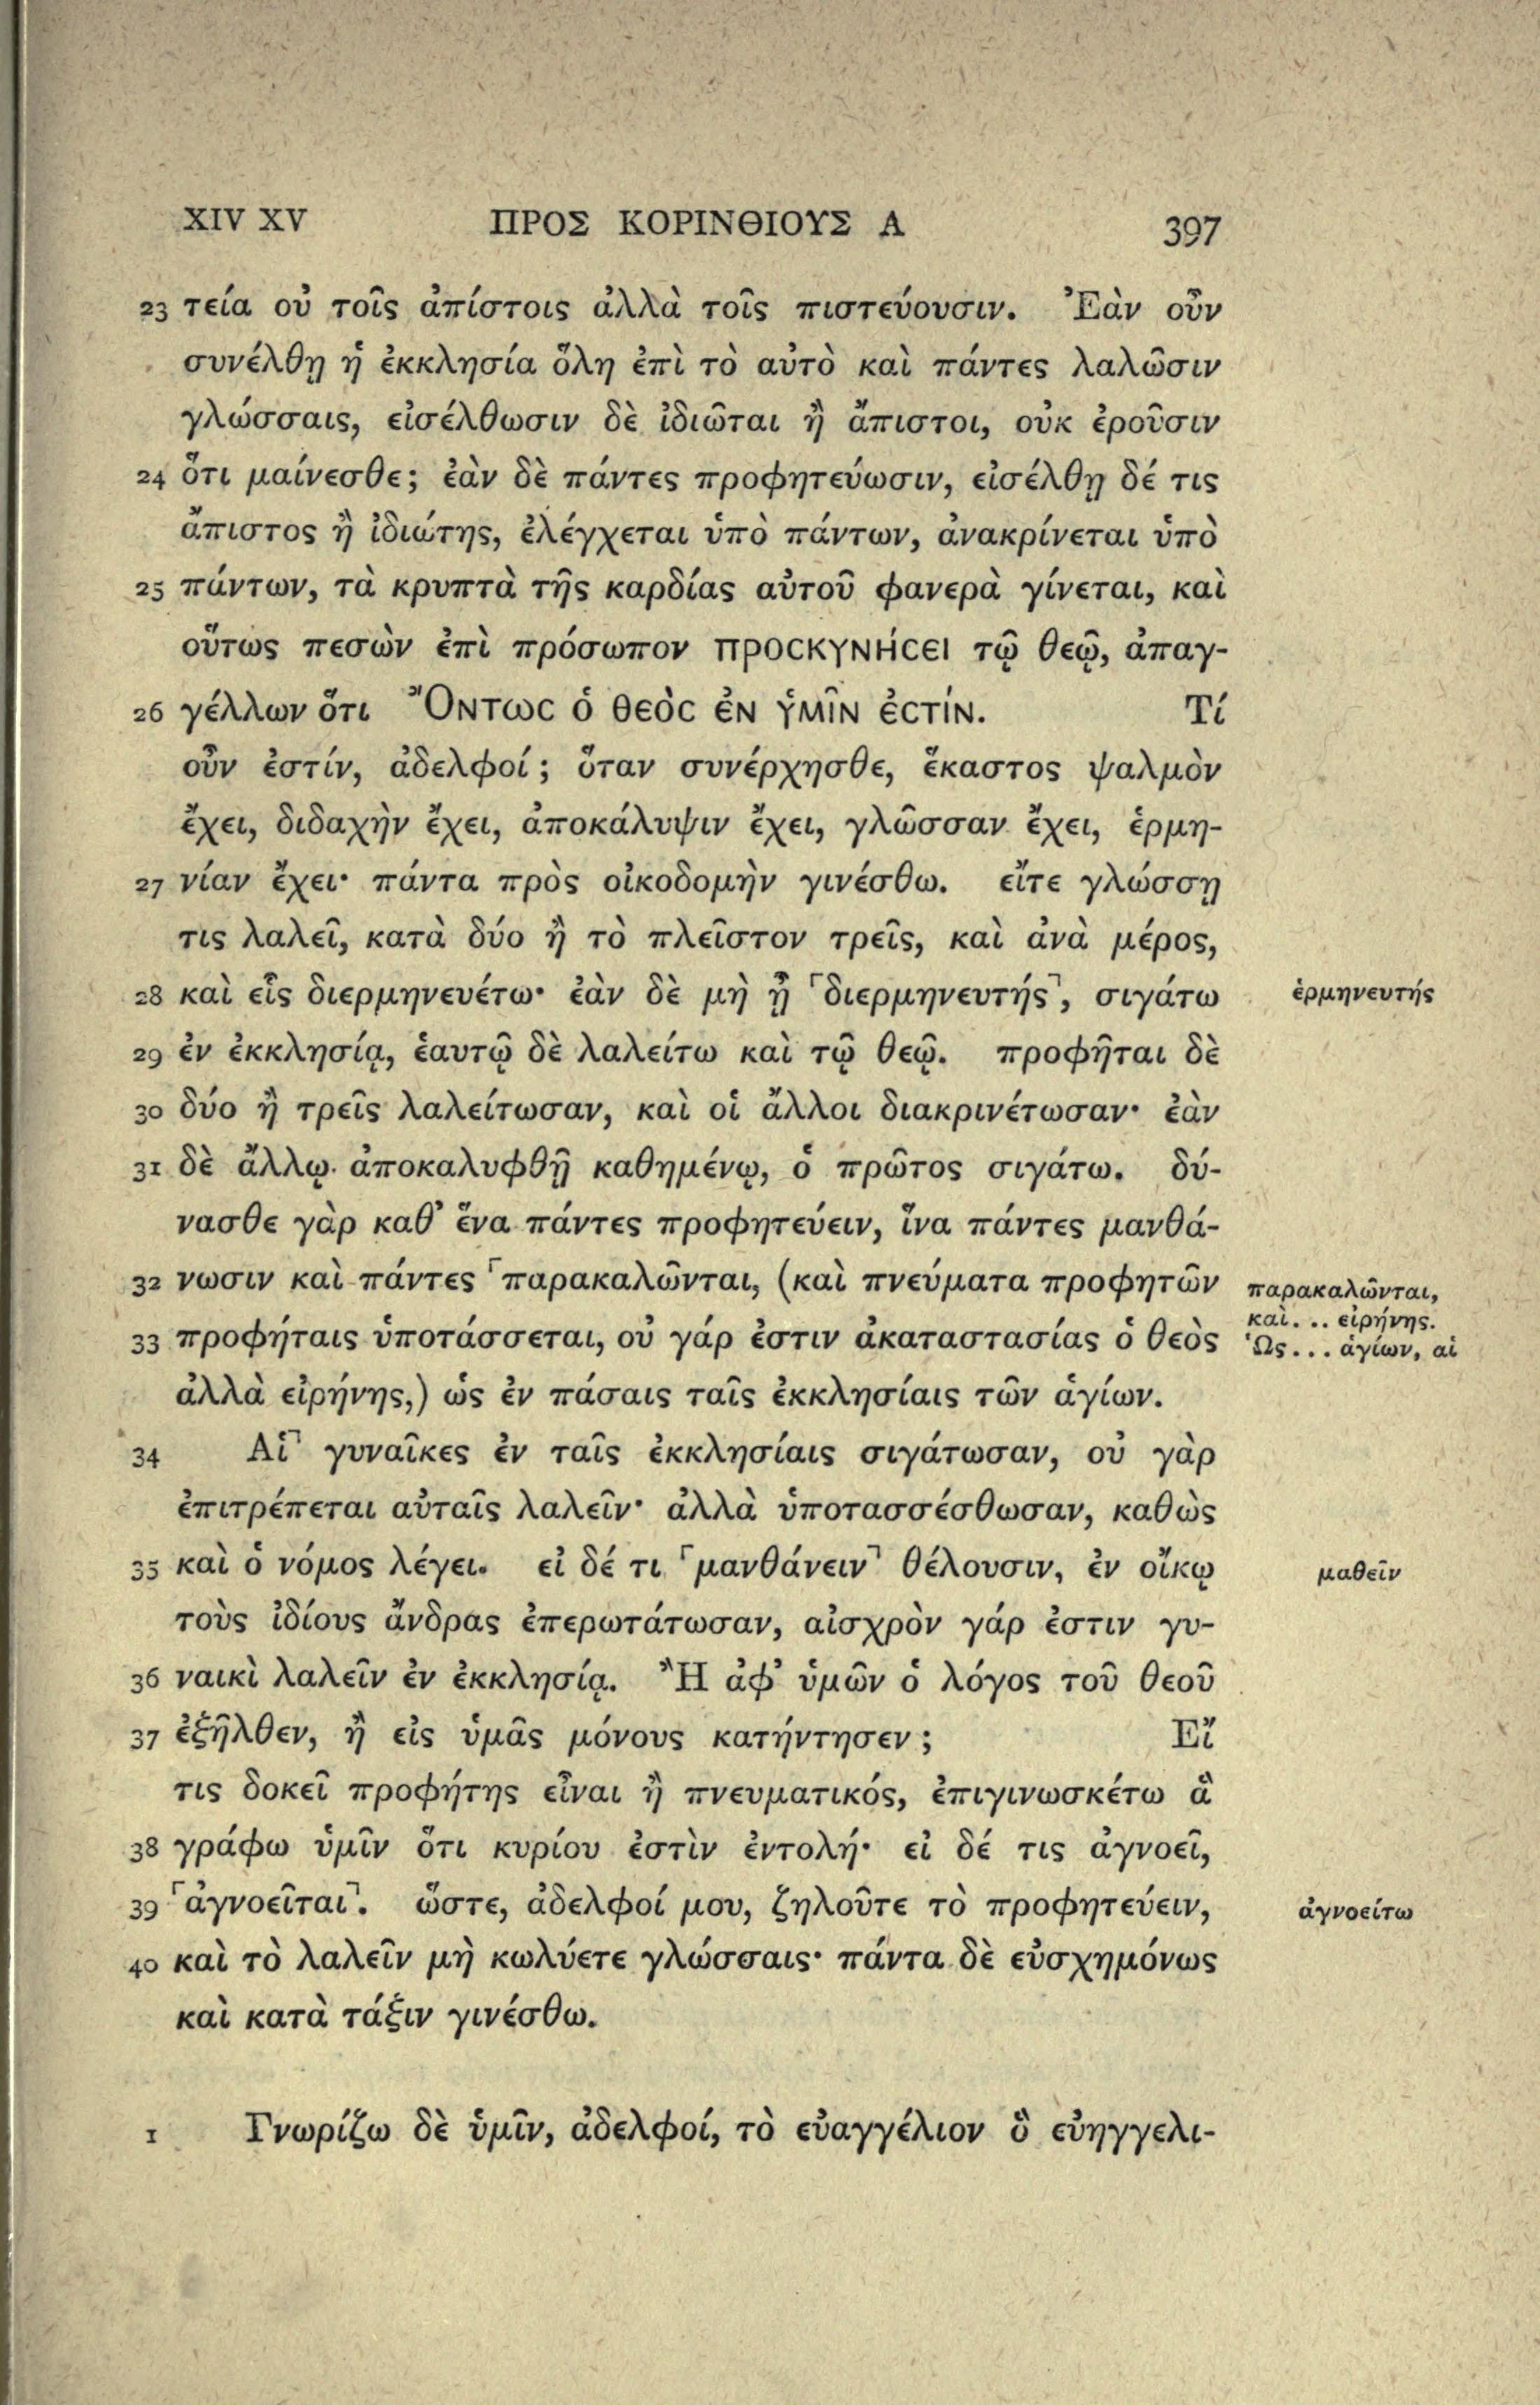 XIV XV ΠΡΟΣ ΚΟΡΙΝΘΙΟΥΣ Α 397
23 τεία οὐ τοῖς ἀπίστοις ἀλλὰ τοῖς πιστεύουσιν. Ἐὰν οὖν
συνέλθῃ ἡ ἐκκλησία ὅλη ἐπὶ τὸ αὐτὸ καὶ πάντες λαλῶσιν
γλώσσαις, εἰσέλθωσιν δὲ ἰδιῶται ἢ ἄπιστοι, οὐκ ἐροῦσιν
24 ὅτι μαίνεσθε; ἐὰν δὲ πάντες προφητεύωσιν, εἰσέλθῃ δέ τις
ἄπιστος ἢ ἰδιώτης, ἐλέγχεται ὑπὸ πάντων, ἀνακρίνεται ὑπὸ
25 πάντων, τὰ κρυπτὰ τῆς καρδίας αὐτοῦ φανερὰ γίνεται, καὶ
οὕτως πεσὼν ἐπὶ πρόσωπον προϲκυνήϲει τῷ θεῷ, ἀπαγ-
26 γέλλων ὅτι Ὄντωϲ ὁ θεὸϲ ἐν ὑμῖν ἐϲτίν. Τί
οὖν ἐστίν, ἀδελφοί; ὅταν συνέρχησθε, ἕκαστος ψαλμὸν
ἔχει, διδαχὴν ἔχει, ἀποκάλυψιν ἔχει, γλῶσσαν ἔχει, ἑρμη-
27 νίαν ἔχει· πάντα πρὸς οἰκοδομὴν γινέσθω. εἴτε γλώσσῃ
τις λαλεῖ, κατὰ δύο ἢ τὸ πλεῖστον τρεῖς, καὶ ἀνὰ μέρος,
28 καὶ εἷς διερμηνευέτω· ἐὰν δὲ μὴ ᾖ ⸢διερμηνευτής⸣, σιγάτω ἑρμηνευτής
29 ἐν ἐκκλησίᾳ, ἑαυτῷ δὲ λαλείτω καὶ τῷ θεῷ. προφῆται δὲ
30 δύο ἢ τρεῖς λαλείτωσαν, καὶ οἱ ἄλλοι διακρινέτωσαν· ἐὰν
31 δὲ ἄλλῳ ἀποκαλυφθῇ καθημένῳ, ὁ πρῶτος σιγάτω. δύ-
νασθε γὰρ καθ’ ἕνα πάντες προφητεύειν, ἵνα πάντες μανθά-
32 νωσιν καὶ πάντες ⸢παρακαλῶνται, (καὶ πνεύματα προφητῶν παρακαλῶνται,
καὶ... εἰρήνης.
33 προφήταις ὑποτάσσεται, οὐ γάρ ἐστιν ἀκαταστασίας ὁ θεὸς Ὡς... ἁγίων, αἱ
ἀλλὰ εἰρήνης,) ὡς ἐν πάσαις ταῖς ἐκκλησίαις τῶν ἁγίων.
34 Αἱ⸣ γυναῖκες ἐν ταῖς ἐκκλησίαις σιγάτωσαν, οὐ γὰρ
ἐπιτρέπεται αὐταῖς λαλεῖν· ἀλλὰ ὑποτασσέσθωσαν, καθὼς
35 καὶ ὁ νόμος λέγει. εἰ δέ τι ⸢μανθάνειν⸣ θέλουσιν, ἐν οἴκῳ μαθεῖν
τοὺς ἰδίους ἄνδρας ἐπερωτάτωσαν, αἰσχρὸν γάρ ἐστιν γυ-
36 ναικὶ λαλεῖν ἐν ἐκκλησίᾳ. Ἢ ἀφ’ ὑμῶν ὁ λόγος τοῦ θεοῦ
37 ἐξῆλθεν, ἢ εἰς ὑμᾶς μόνους κατήντησεν; Εἴ
τις δοκεῖ προφήτης εἶναι ἢ πνευματικός, ἐπιγινωσκέτω ἃ
38 γράφω ὑμῖν ὅτι κυρίου ἐστὶν ἐντολή· εἰ δέ τις ἀγνοεῖ,
39 ⸢ἀγνοεῖται⸣. ὥστε, ἀδελφοί μου, ζηλοῦτε τὸ προφητεύειν, ἀγνοείτω
40 καὶ τὸ λαλεῖν μὴ κωλύετε γλώσσαις· πάντα δὲ εὐσχημόνως
καὶ κατὰ τάξιν γινέσθω.
1 Γνωρίζω δὲ ὑμῖν, ἀδελφοί, τὸ εὐαγγέλιον ὃ εὐηγγελι-